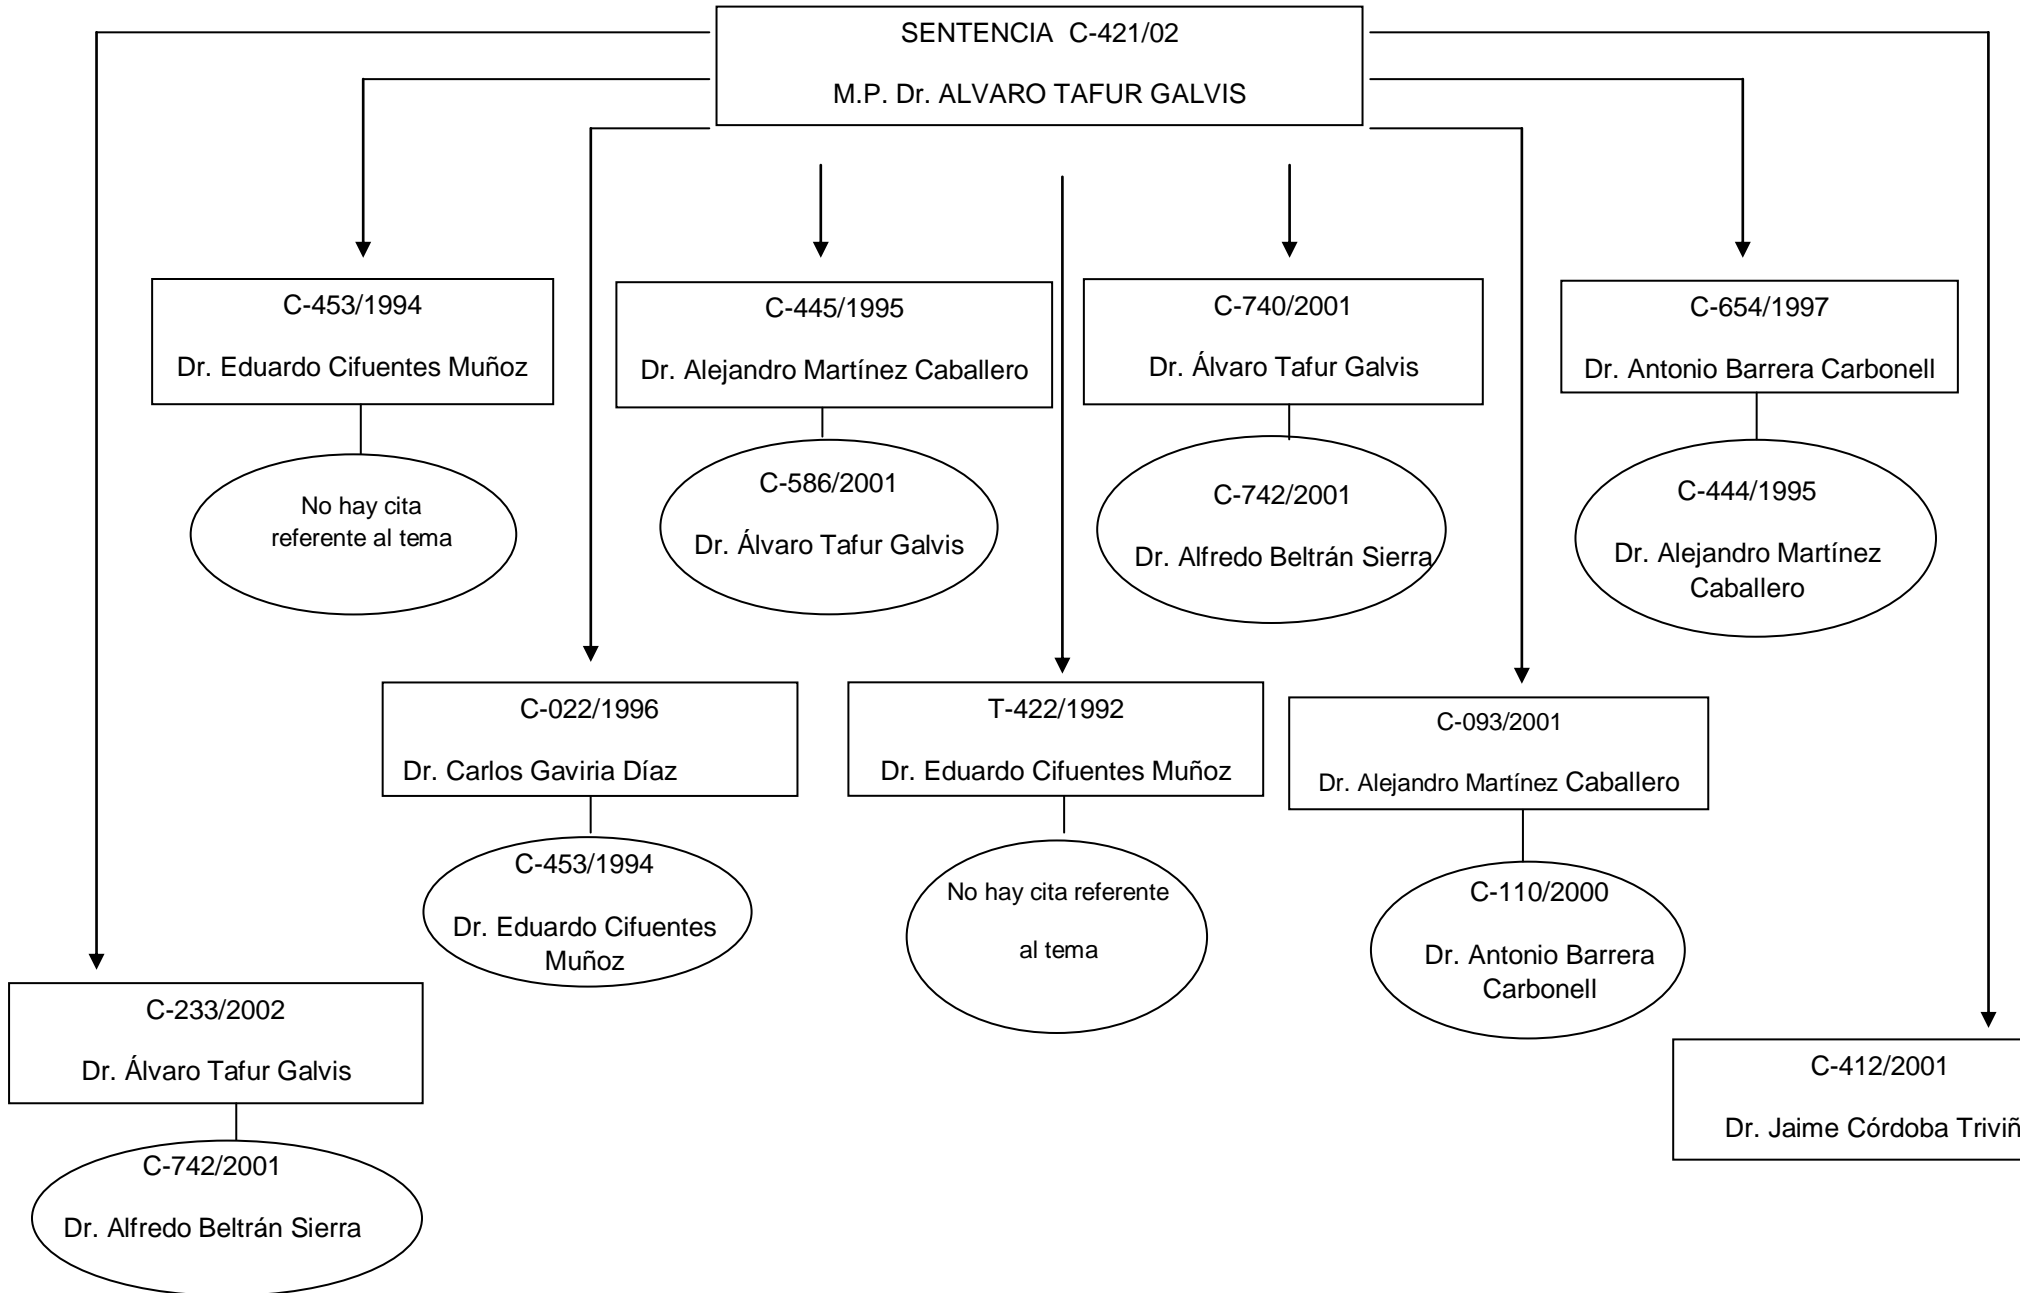 SENTENCIA C-421/02
M.P. Dr. ALVARO TAFUR GALVIS
C-453/1994
Dr. Eduardo Cifuentes Muñoz
No hay cita
referente al tema
C-445/1995
Dr. Alejandro Martínez Caballero
C-586/2001
Dr. Álvaro Tafur Galvis
C-740/2001
Dr. Álvaro Tafur Galvis
C-742/2001
Dr. Alfredo Beltrán Sierra
C-654/1997
Dr. Antonio Barrera Carbonell
C-444/1995
Dr. Alejandro Martínez
Caballero
C-022/1996
Dr. Carlos Gaviria Díaz
C-453/1994
Dr. Eduardo Cifuentes
Muñoz
T-422/1992
Dr. Eduardo Cifuentes Muñoz
No hay cita referente
al tema
C-093/2001
Dr. Alejandro Martínez Caballero
C-110/2000
Dr. Antonio Barrera
Carbonell
C-233/2002
Dr. Álvaro Tafur Galvis
C-742/2001
Dr. Alfredo Beltrán Sierra
C-412/2001
Dr. Jaime Córdoba Triviñ